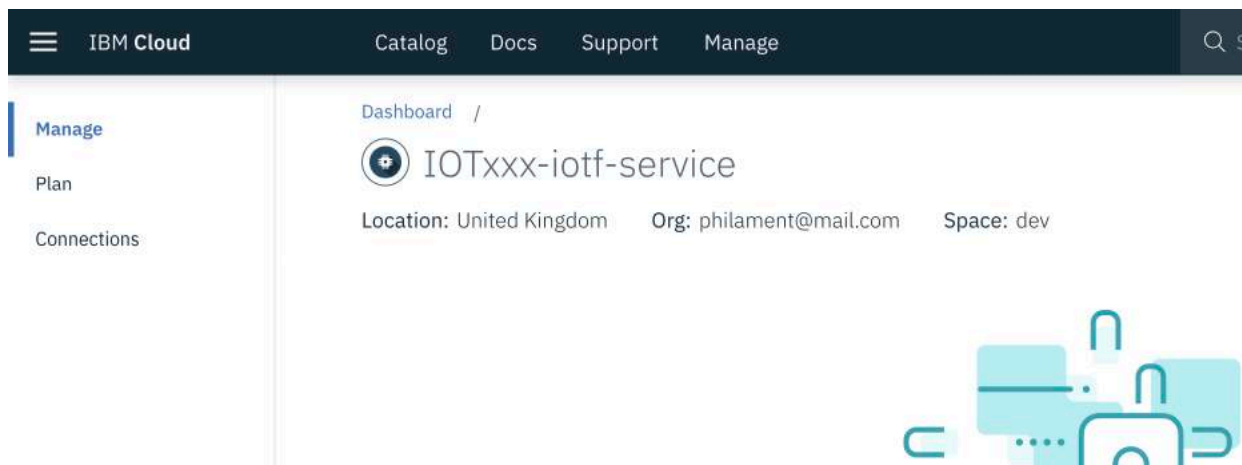 IBM Cloud Catalog Docs Support Manage
Manage
Plan
Connections
Dashboard /
IOTxxx-iotf-service
Location: United Kingdom Org: philament@mail.com Space: dev